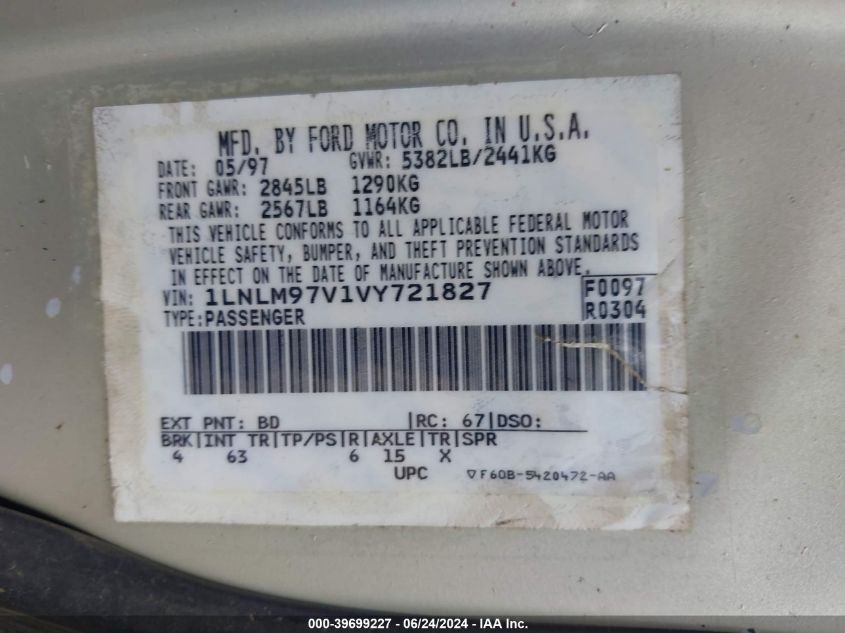 MFD. BY FORD MOTOR CO. IN U.S.A.
DATE: 05/97 GVWR: 5382LB/2441KG
FRONT GAWR: 2845LB 1290KG
REAR GAWR: 2567LB 1164KG
THIS VEHICLE CONFORMS TO ALL APPLICABLE FEDERAL MOTOR
VEHICLE SAFETY, BUMPER, AND THEFT PREVENTION STANDARDS
IN EFFECT ON THE DATE OF MANUFACTURE SHOWN ABOVE.
VIN: 1LNLM97V1VY721827 F0097
TYPE: PASSENGER R0304
EXT PNT: BD |RC: 67|DSO:
BRK|INT TR|TP/PS|R|AXLE|TR|SPR
4 63 6 15 X
UPC ▽F60B-5420472-AA
000-39699227 - 06/24/2024 - ©IAA Holdings, LLC.